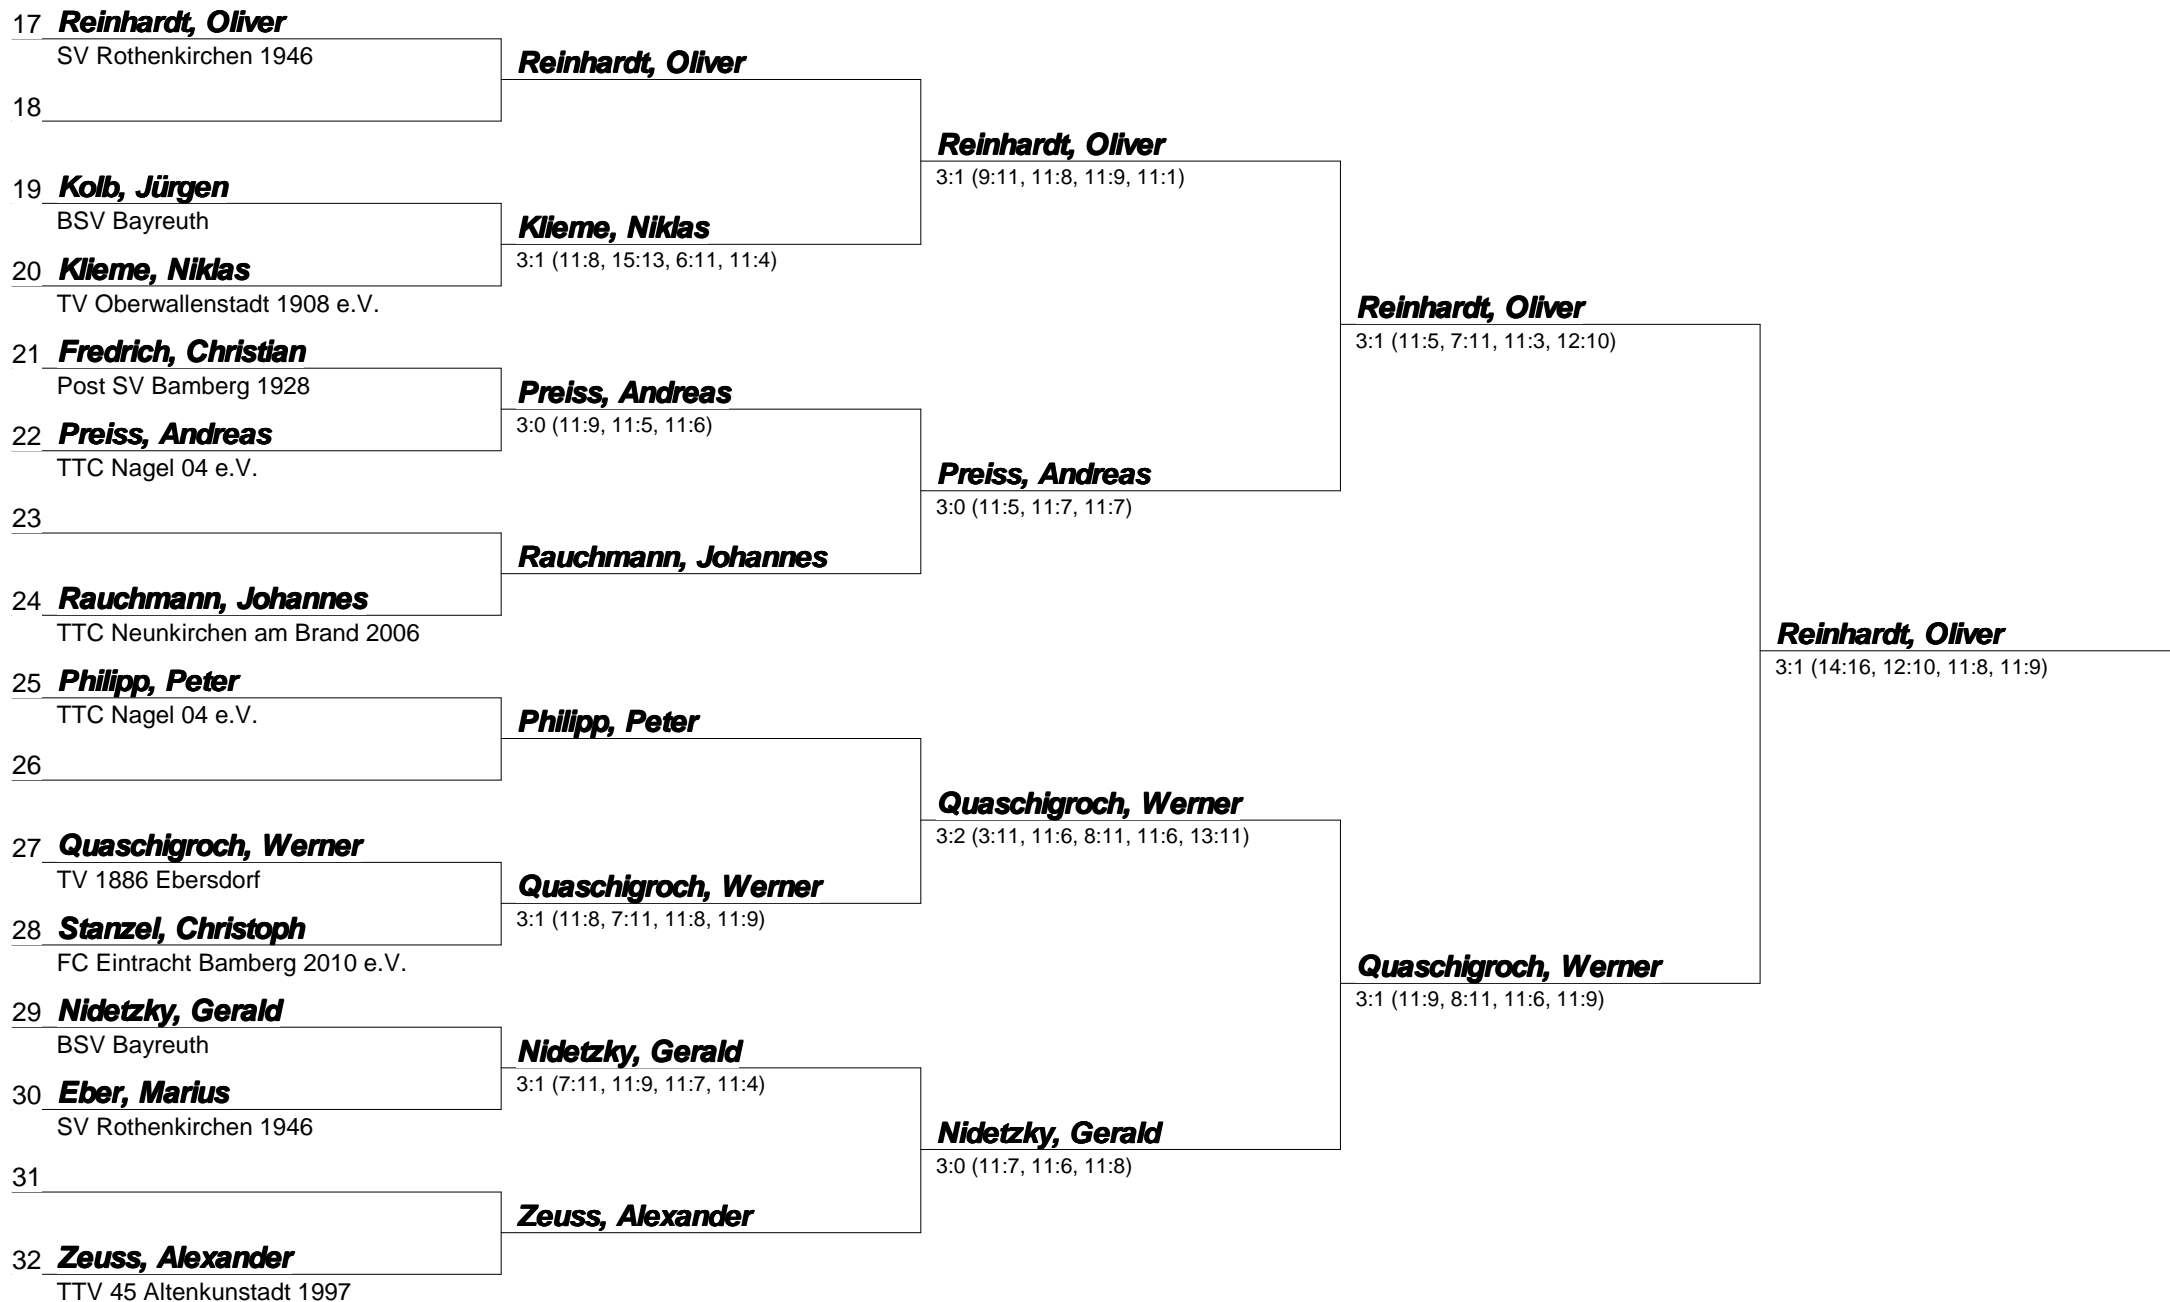 17 Reinhardt, Oliver
SV Rothenkirchen 1946
18
19 Kolb, Jürgen
BSV Bayreuth
20 Klieme, Niklas
TV Oberwallenstadt 1908 e.V.
21 Fredrich, Christian
Post SV Bamberg 1928
22 Preiss, Andreas
TTC Nagel 04 e.V.
23
24 Rauchmann, Johannes
TTC Neunkirchen am Brand 2006
25 Philipp, Peter
TTC Nagel 04 e.V.
26
27 Quaschigroch, Werner
TV 1886 Ebersdorf
28 Stanzel, Christoph
FC Eintracht Bamberg 2010 e.V.
29 Nidetzky, Gerald
BSV Bayreuth
30 Eber, Marius
SV Rothenkirchen 1946
31
32 Zeuss, Alexander
TTV 45 Altenkunstadt 1997
Reinhardt, Oliver
Klieme, Niklas
3:1 (11:8, 15:13, 6:11, 11:4)
Preiss, Andreas
3:0 (11:9, 11:5, 11:6)
Rauchmann, Johannes
Philipp, Peter
Quaschigroch, Werner
3:1 (11:8, 7:11, 11:8, 11:9)
Nidetzky, Gerald
3:1 (7:11, 11:9, 11:7, 11:4)
Zeuss, Alexander
Reinhardt, Oliver
3:1 (9:11, 11:8, 11:9, 11:1)
Preiss, Andreas
3:0 (11:5, 11:7, 11:7)
Quaschigroch, Werner
3:2 (3:11, 11:6, 8:11, 11:6, 13:11)
Nidetzky, Gerald
3:0 (11:7, 11:6, 11:8)
Reinhardt, Oliver
3:1 (11:5, 7:11, 11:3, 12:10)
Quaschigroch, Werner
3:1 (11:9, 8:11, 11:6, 11:9)
Reinhardt, Oliver
3:1 (14:16, 12:10, 11:8, 11:9)